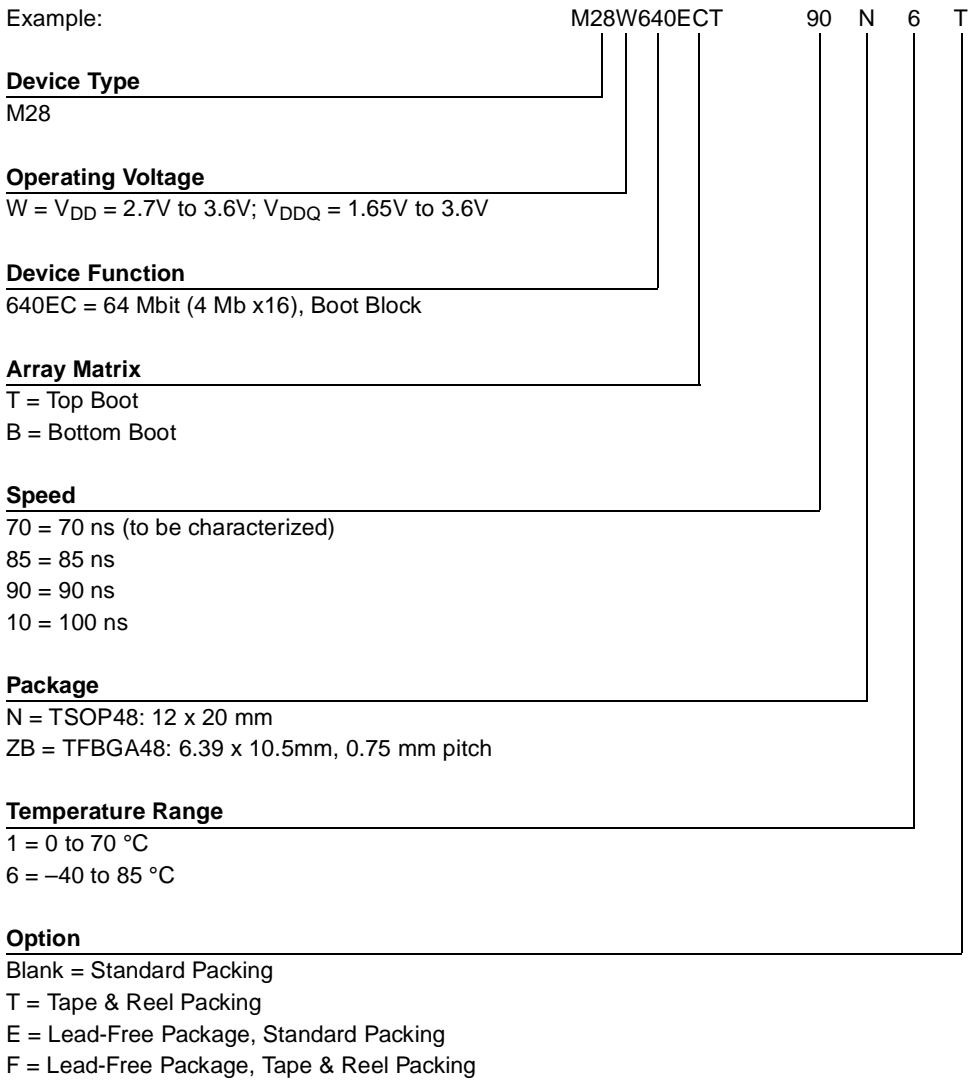 Example: M28W640ECT 90 N 6 T
Device Type
M28
Operating Voltage
W = VDD = 2.7V to 3.6V; VDDQ = 1.65V to 3.6V
Device Function
640EC = 64 Mbit (4 Mb x16), Boot Block
Array Matrix
T = Top Boot
B = Bottom Boot
Speed
70 = 70 ns (to be characterized)
85 = 85 ns
90 = 90 ns
10 = 100 ns
Package
N = TSOP48: 12 x 20 mm
ZB = TFBGA48: 6.39 x 10.5mm, 0.75 mm pitch
Temperature Range
1 = 0 to 70 °C
6 = –40 to 85 °C
Option
Blank = Standard Packing
T = Tape & Reel Packing
E = Lead-Free Package, Standard Packing
F = Lead-Free Package, Tape & Reel Packing